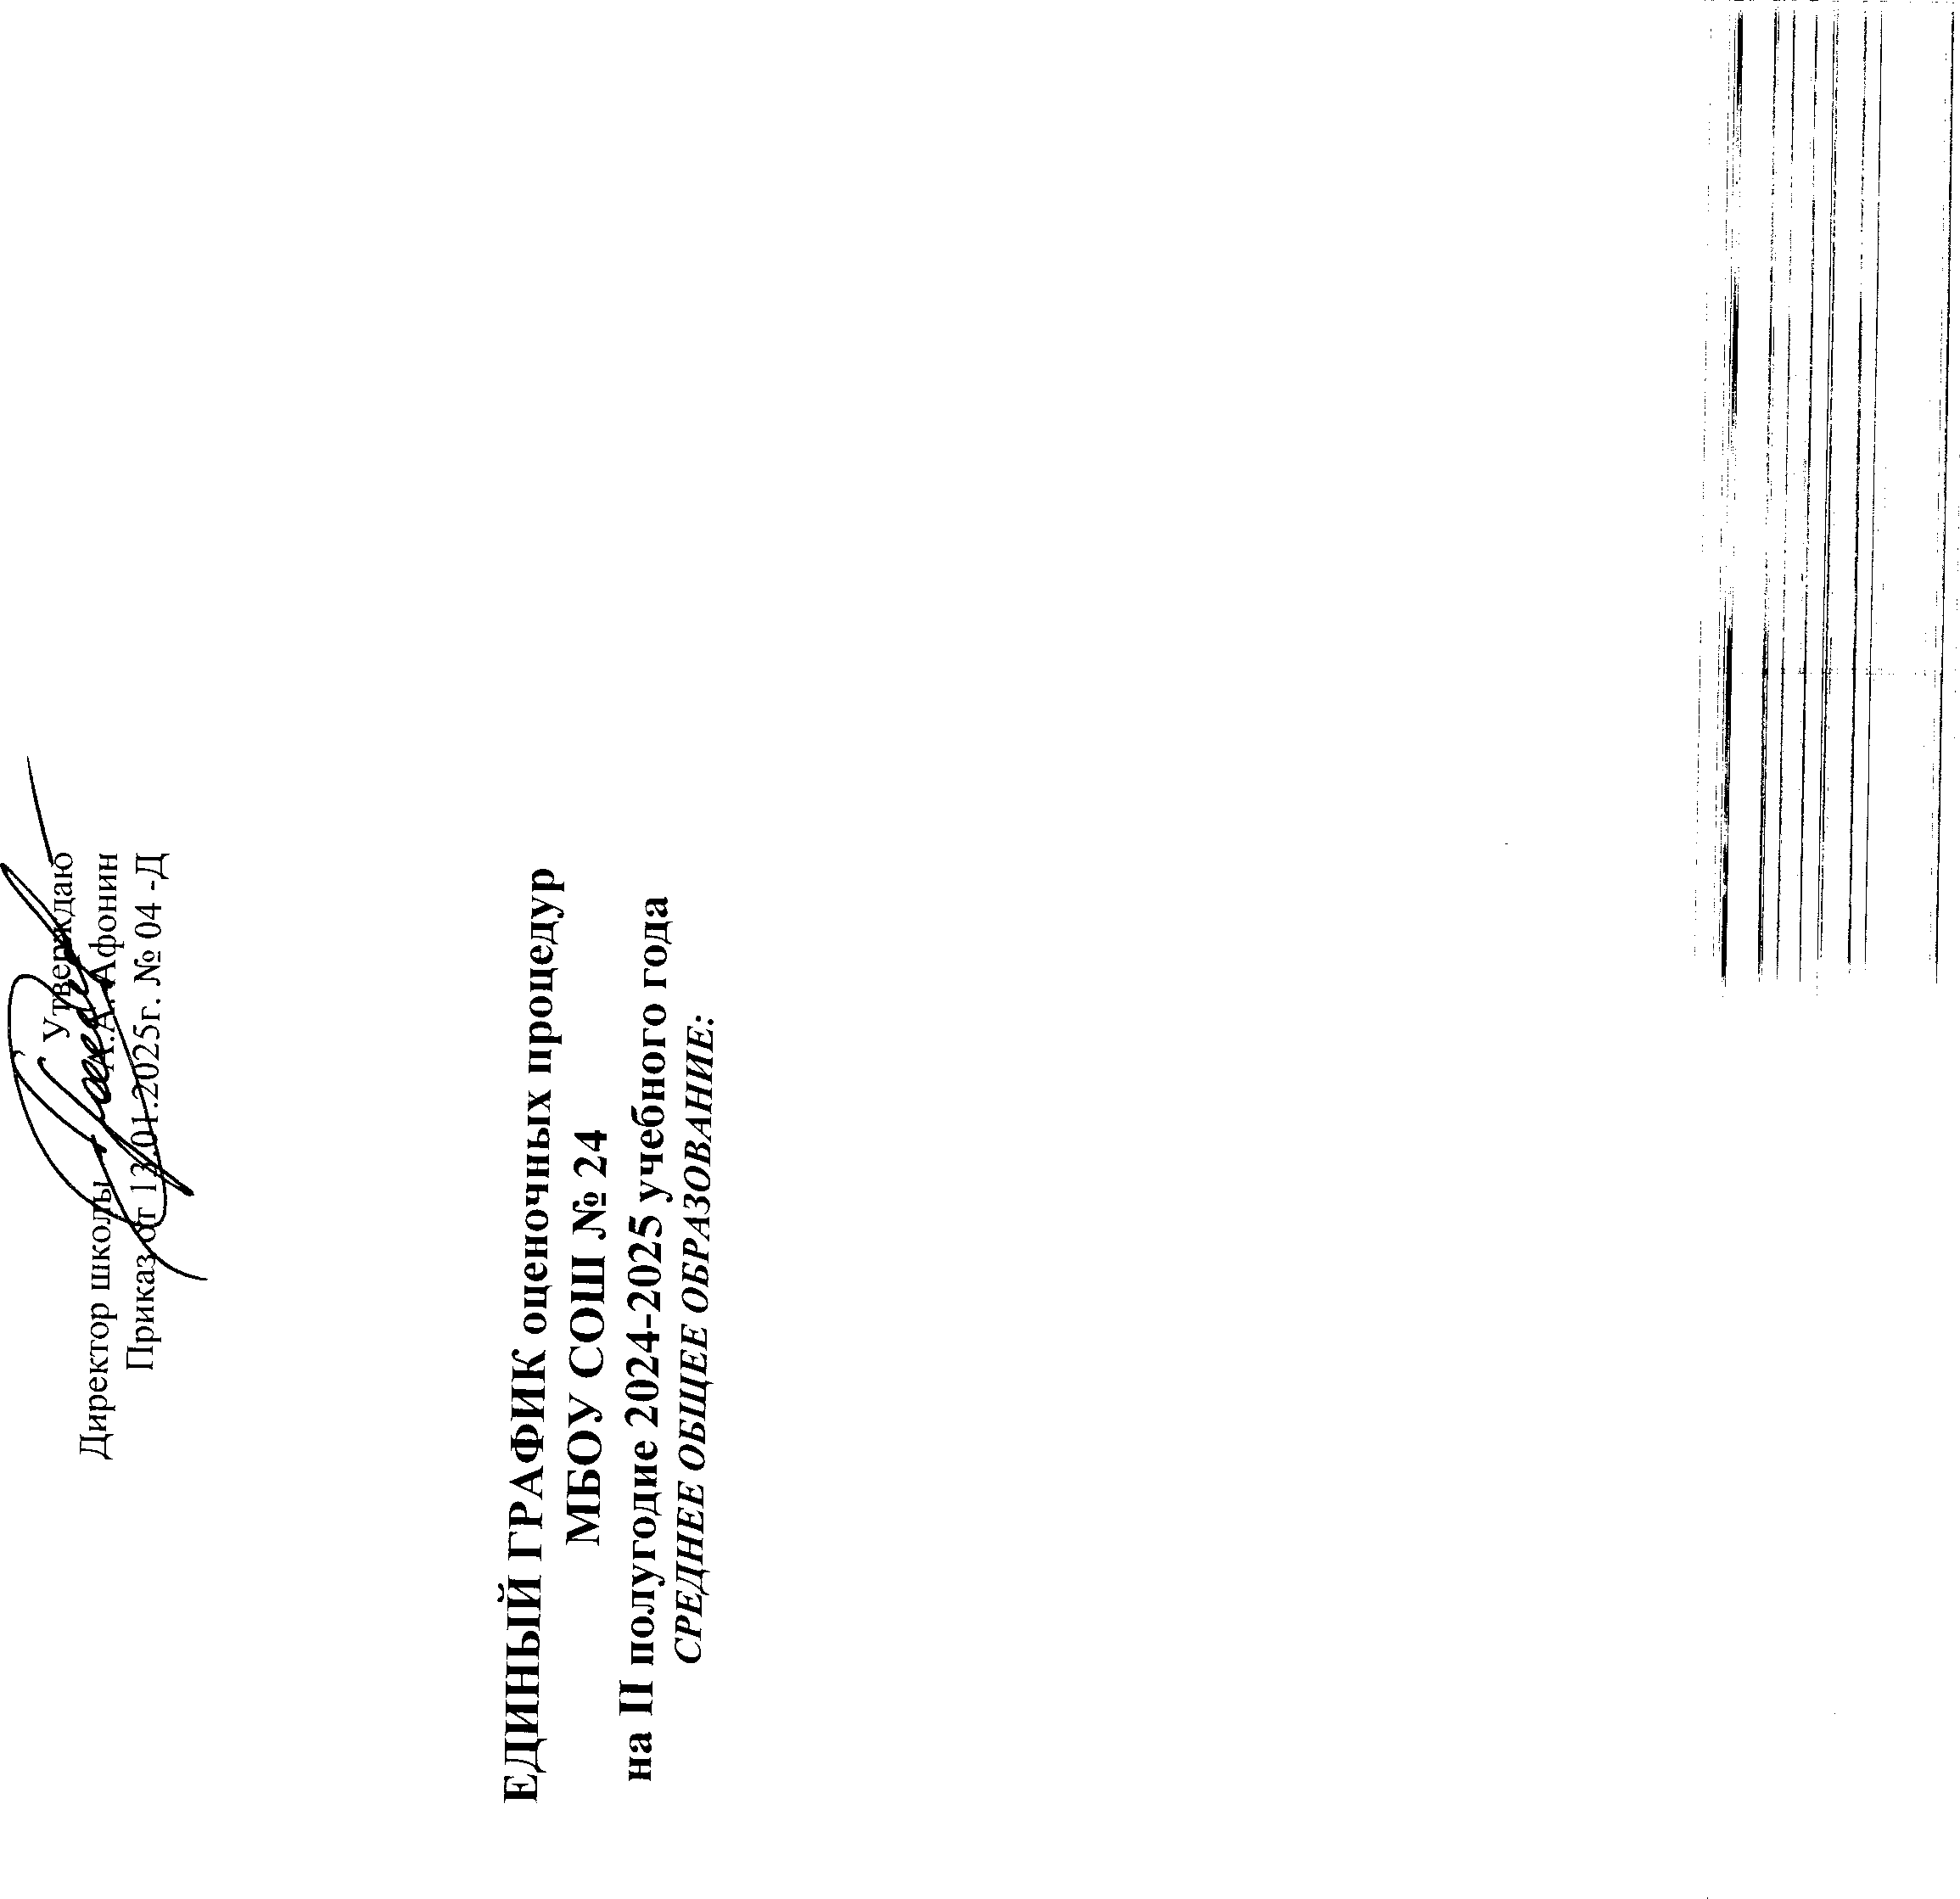 Утверждаю
Директор школы А.А. Афонин
Приказ от 13.01.2025г. № 04 -Д
ЕДИНЫЙ ГРАФИК оценочных процедур
МБОУ СОШ № 24
на II полугодие 2024-2025 учебного года
СРЕДНЕЕ ОБЩЕЕ ОБРАЗОВАНИЕ: